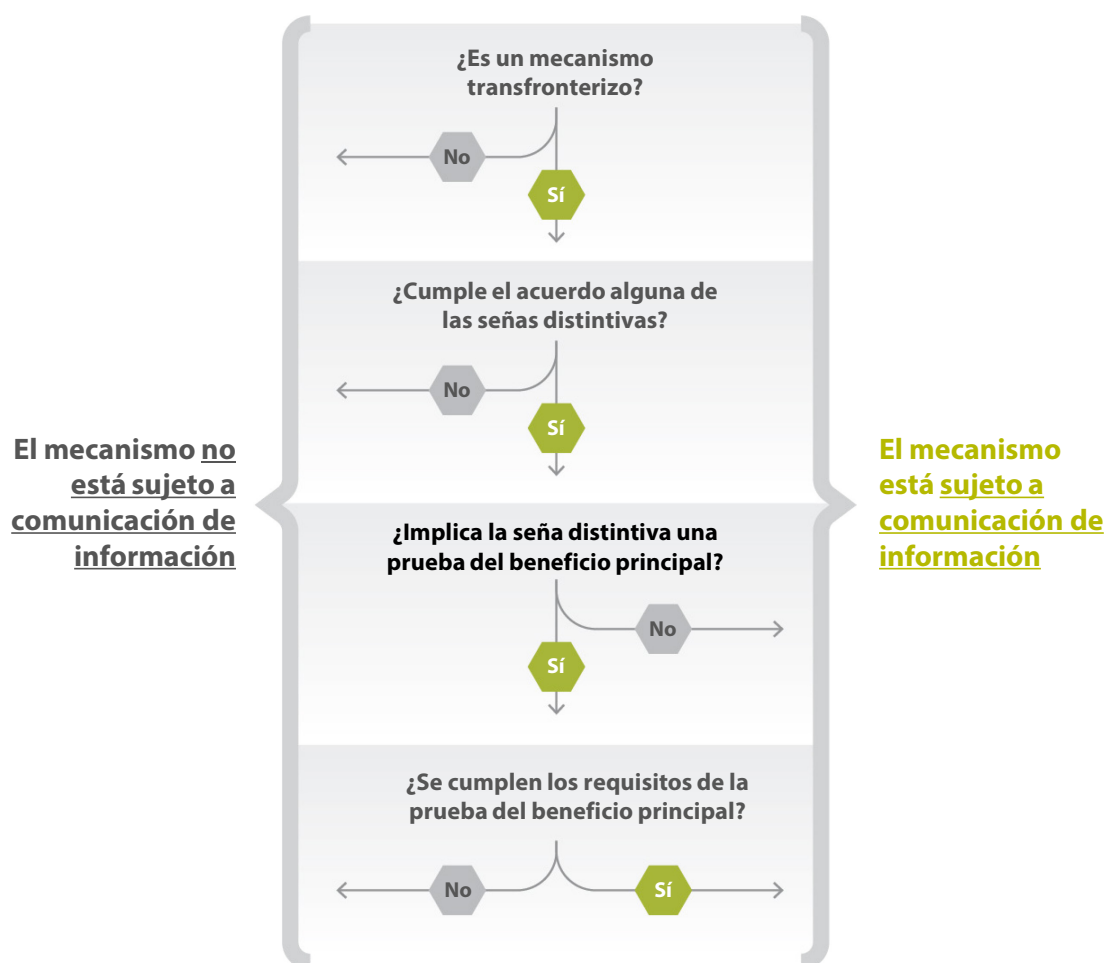 ¿Es un mecanismo
transfronterizo?
No
Sí
¿Cumple el acuerdo alguna de
las señas distintivas?
No
Sí
El mecanismo no
está sujeto a
comunicación de
información
El mecanismo
está sujeto a
comunicación de
información
¿Implica la seña distintiva una
prueba del beneficio principal?
No
Sí
¿Se cumplen los requisitos de la
prueba del beneficio principal?
No
Sí